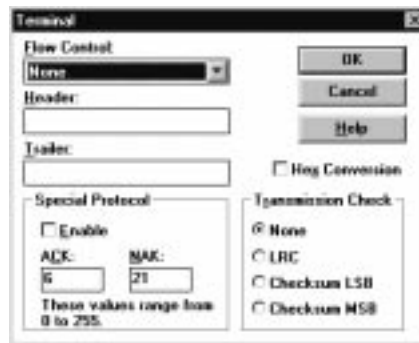 Terminal
Flow Control:
None
Header:
Trailer:
OK
Cancel
Help
Hex Conversion
Special Protocol
Enable
ACK:
NAK:
6
21
These values range from
0 to 255.
Transmission Check
None
LRC
Checksum LSB
Checksum MSB